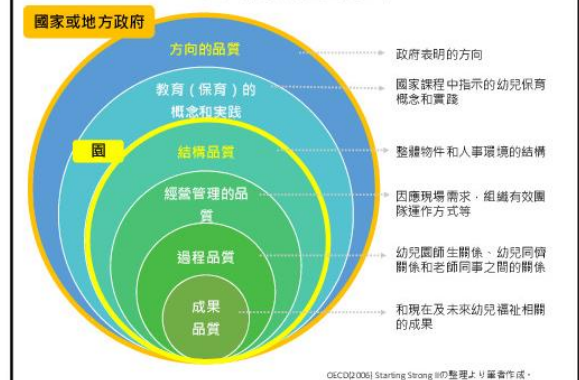 國家或地方政府
方向的品質
政府表明的方向
教育（保育）的
概念和実践
國家課程中指示的幼兒保育
概念和實踐
園
結構品質
整體物件和人事環境的結構
經營管理的品
質
因應現場需求，組織有效團
隊運作方式等
過程品質
幼兒園師生關係、幼兒同儕
關係和老師同事之間的關係
成果
品質
和現在及未來幼兒福祉相關
的成果
OECD(2006) Starting Strong IIの整理より筆者作成。